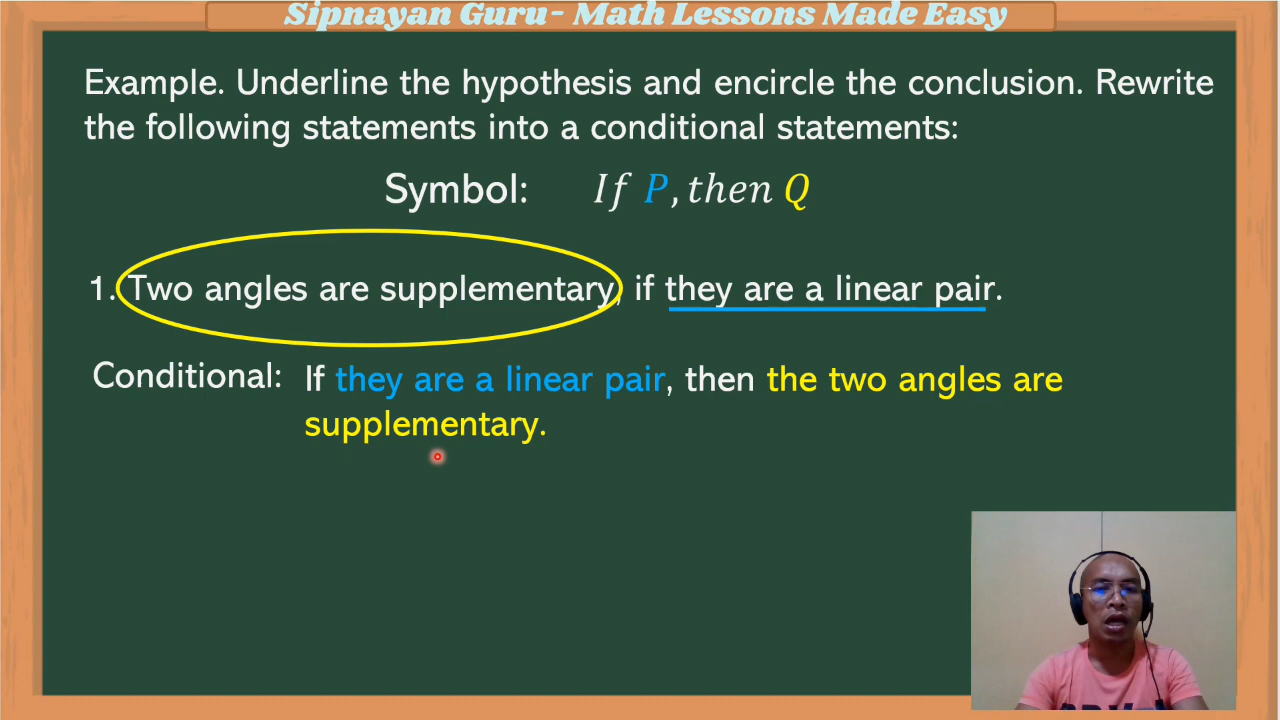 Sipnayan Guru- Math Lessons Made Easy
Example. Underline the hypothesis and encircle the conclusion. Rewrite
the following statements into a conditional statements:
Symbol: If P, then Q
1. Two angles are supplementary, if they are a linear pair.
Conditional: If they are a linear pair, then the two angles are
supplementary.